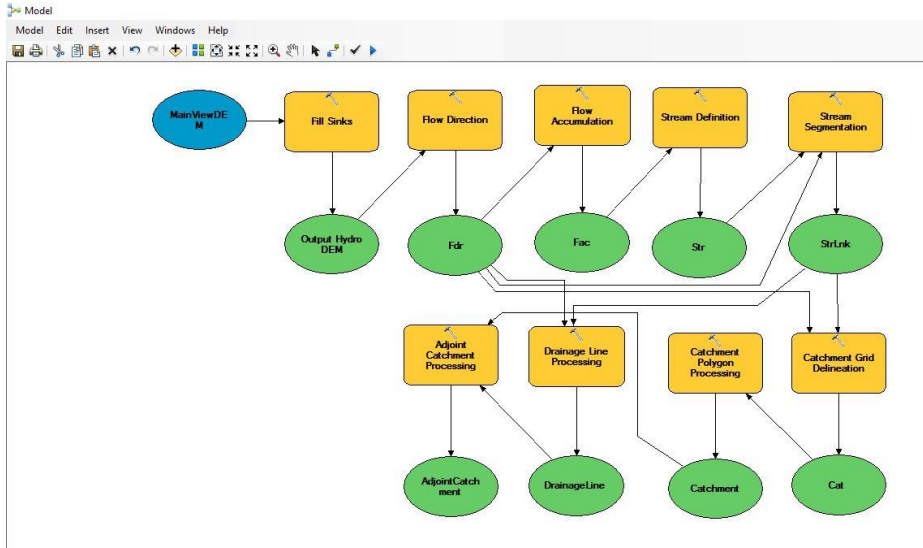 Model
Model Edit Insert View Windows Help
MainViewDE
M
Fill Sinks
Flow Direction
Flow
Accumulation
Stream Definition
Stream
Segmentation
Output Hydro
DEM
Fdr
Fac
Str
StrLnk
Adjoint
Catchment
Processing
Drainage Line
Processing
Catchment
Polygon
Processing
Catchment Grid
Delineation
AdjointCatch
ment
DrainageLine
Catchment
Cat